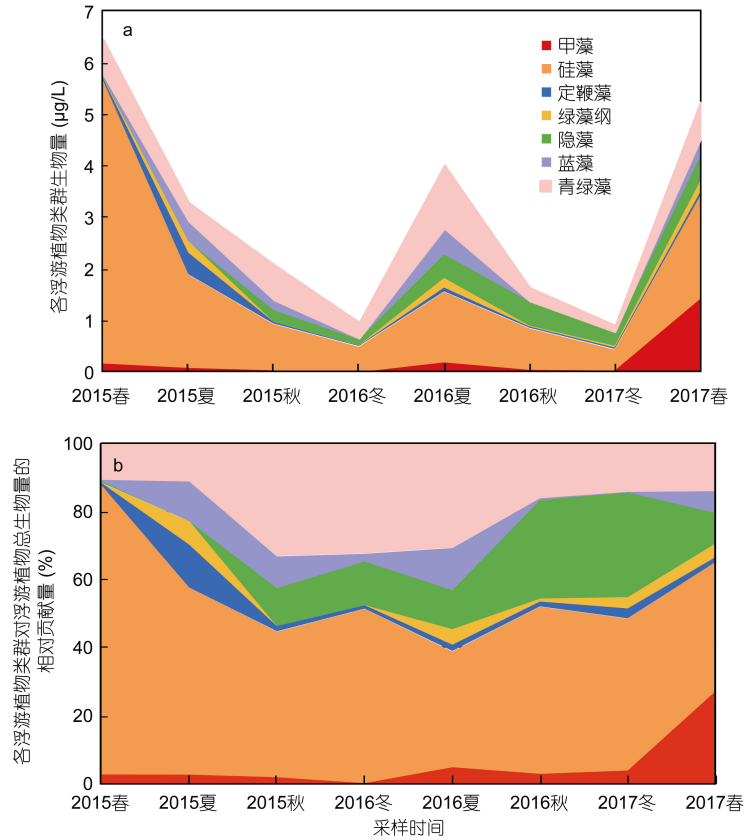 各浮游植物类群生物量 (μg/L)
7
6
5
4
3
2
1
0
a
甲藻
硅藻
定鞭藻
绿藻纲
隐藻
蓝藻
青绿藻
2015春 2015夏 2015秋 2016冬 2016夏 2016秋 2017冬 2017春
各浮游植物类群对浮游植物总生物量的
相对贡献量 (%)
100
80
60
40
20
0
b
2015春 2015夏 2015秋 2016冬 2016夏 2016秋 2017冬 2017春
采样时间